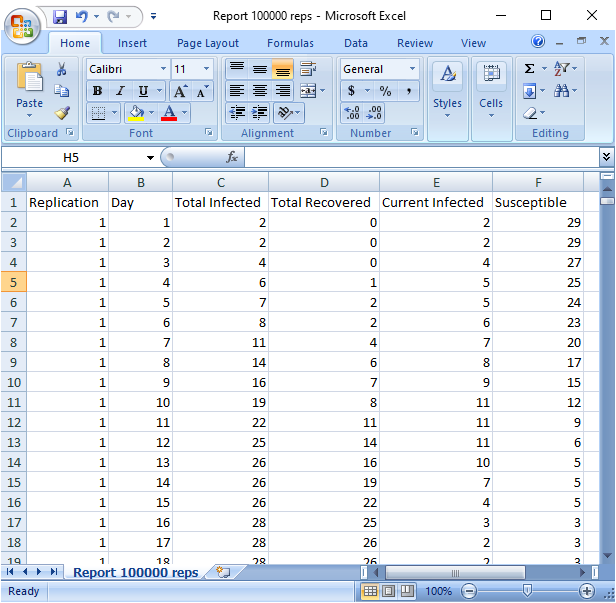 Report 100000 reps - Microsoft Excel
Home Insert Page Layout Formulas Data Review View
Paste
Clipboard
Calibri 11
B I U A A
A
Font
Alignment
General
$ % ,
.00 .0 .00 .0
Number
Styles
Cells
Σ A Z
Editing
H5 fx
A B C D E F
1 Replication Day Total Infected Total Recovered Current Infected Susceptible
2 1 1 2 0 2 29
3 1 2 2 0 2 29
4 1 3 4 0 4 27
5 1 4 6 1 5 25
6 1 5 7 2 5 24
7 1 6 8 2 6 23
8 1 7 11 4 7 20
9 1 8 14 6 8 17
10 1 9 16 7 9 15
11 1 10 19 8 11 12
12 1 11 22 11 11 9
13 1 12 25 14 11 6
14 1 13 26 16 10 5
15 1 14 26 19 7 5
16 1 15 26 22 4 5
17 1 16 28 25 3 3
18 1 17 28 26 2 3
19 1 18 28 26 2 3
Report 100000 reps
Ready 100%